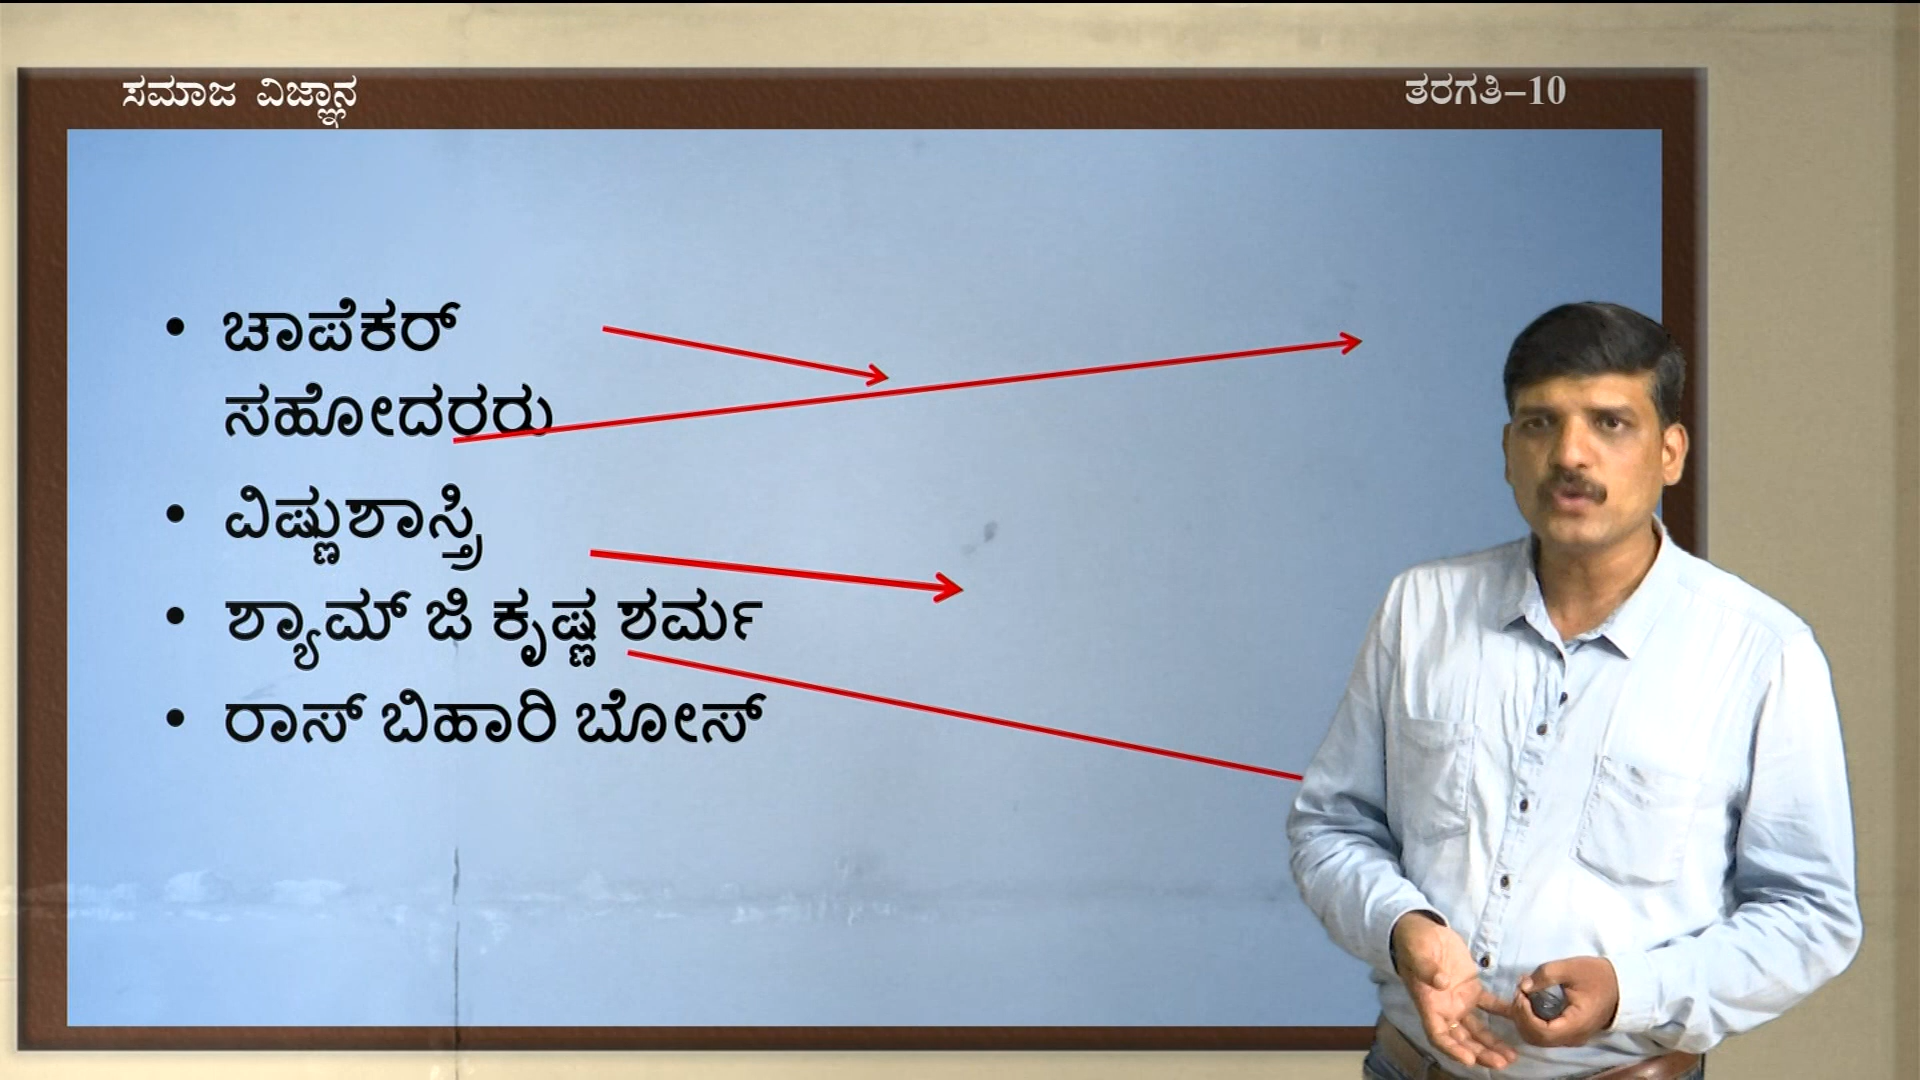 ಸಮಾಜ ವಿಜ್ಞಾನ
ತರಗತಿ-10
• ಚಾಪೆಕರ್
ಸಹೋದರರು
• ವಿಷ್ಣುಶಾಸ್ತ್ರಿ
• ಶ್ಯಾಮ್ ಜಿ ಕೃಷ್ಣ ಶರ್ಮ
• ರಾಸ್ ಬಿಹಾರಿ ಬೋಸ್